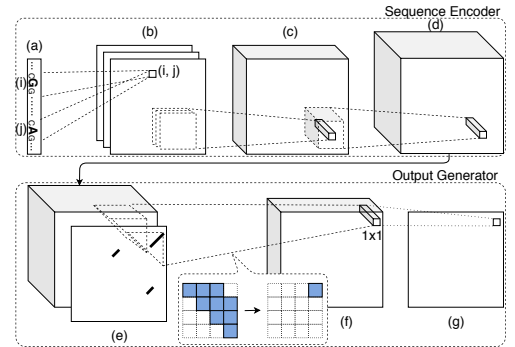 Sequence Encoder
(a)
(b)
(c)
(d)
(i)
G
G
(i, j)
(j)
A
G
Output Generator
1x1
(e)
(f)
(g)